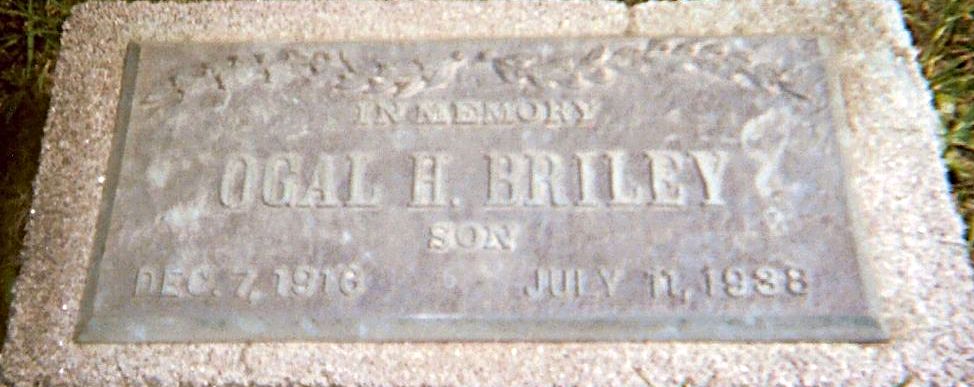 IN MEMORY
OGAL H. BRILEY
SON
DEC. 7, 1916 JULY 11, 1938